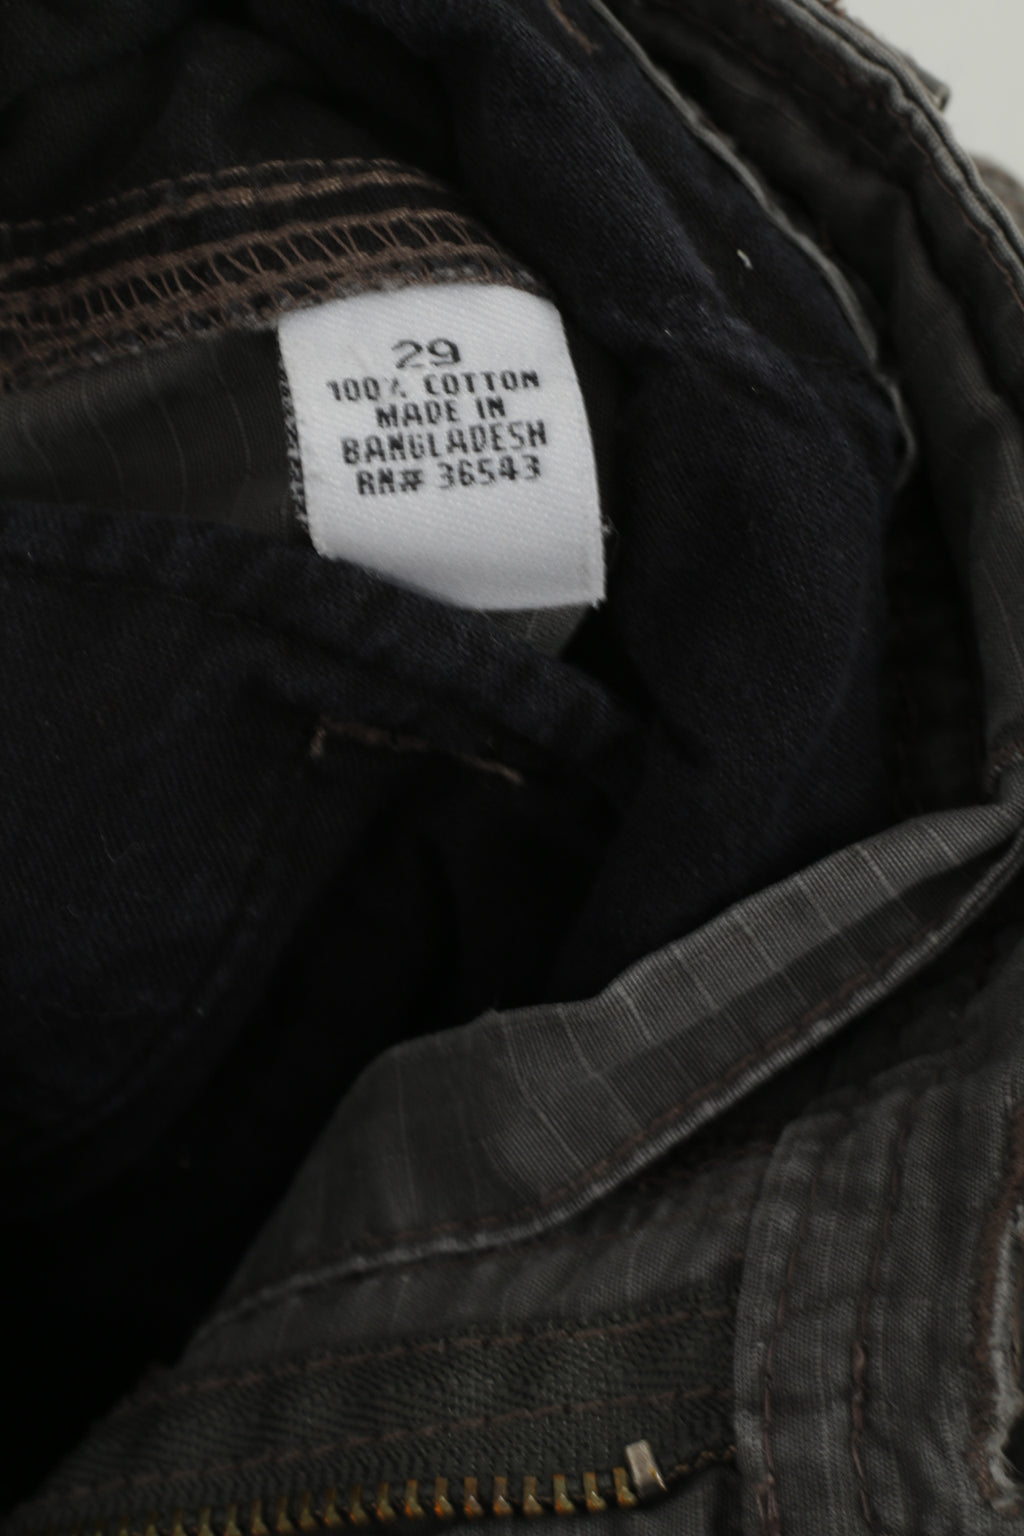 29
100% COTTON
MADE IN
BANGLADESH
RN# 36543